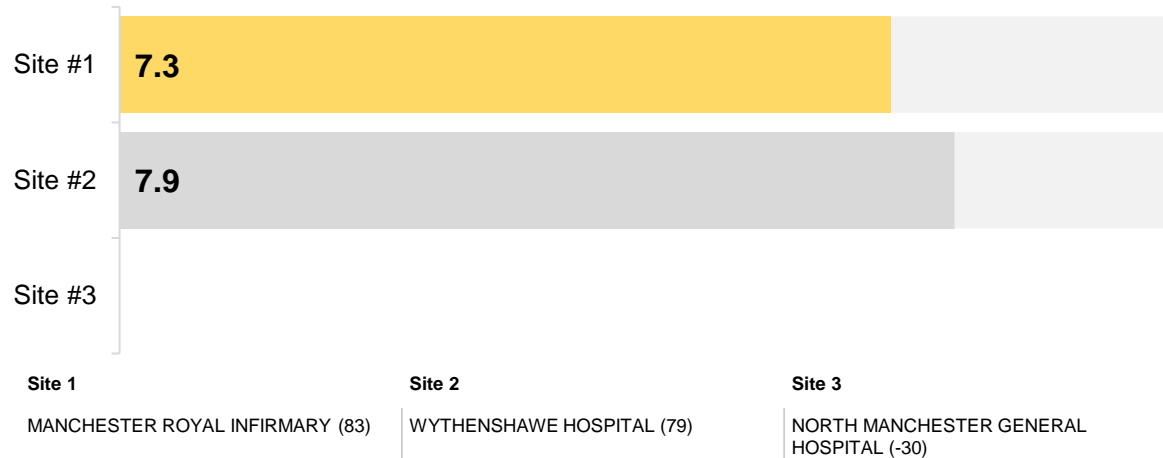 Site #1
7.3
Site #2
7.9
Site #3
Site 1
Site 2
Site 3
MANCHESTER ROYAL INFIRMARY (83)
WYTHENSHAWE HOSPITAL (79)
NORTH MANCHESTER GENERAL
HOSPITAL (-30)